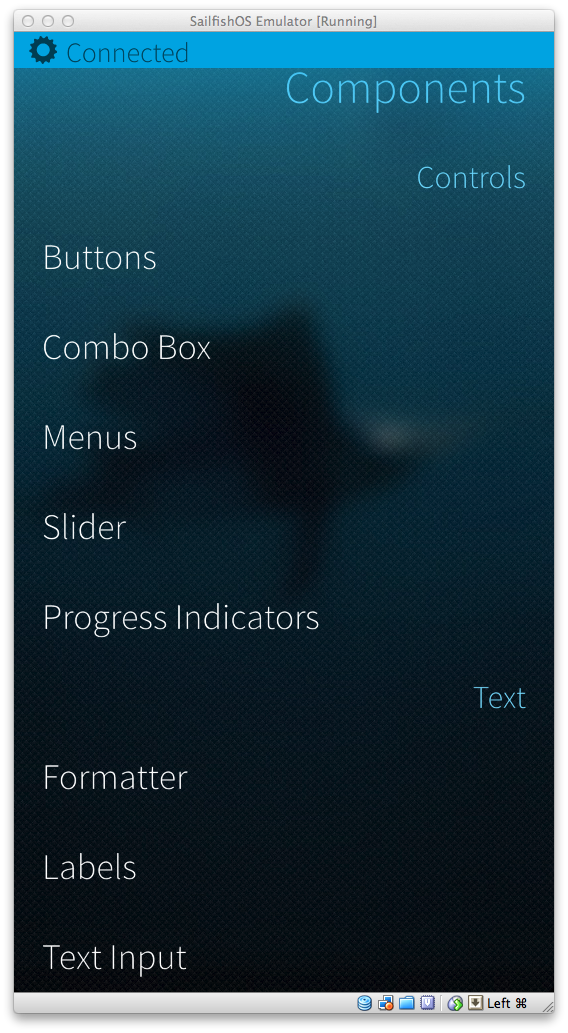 SailfishOS Emulator [Running]
Connected
Components
Controls
Buttons
Combo Box
Menus
Slider
Progress Indicators
Text
Formatter
Labels
Text Input
Left ⌘